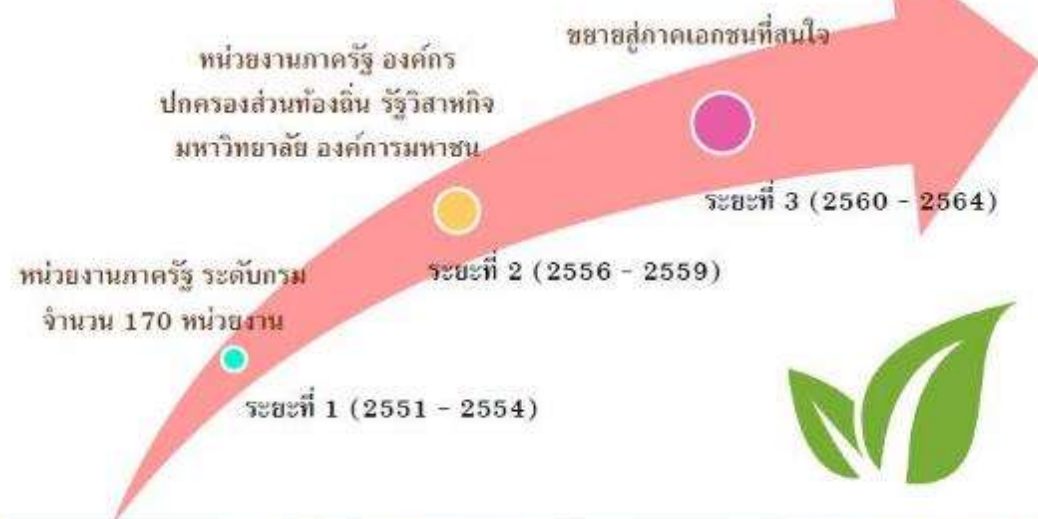 ขยายสู่ภาคเอกชนที่สนใจ
หน่วยงานภาครัฐ องค์กร
ปกครองส่วนท้องถิ่น รัฐวิสาหกิจ
มหาวิทยาลัย องค์การมหาชน
ระยะที่ 3 (2560 - 2564)
หน่วยงานภาครัฐ ระดับกรม
จำนวน 170 หน่วยงาน
ระยะที่ 2 (2556 - 2559)
ระยะที่ 1 (2551 - 2554)